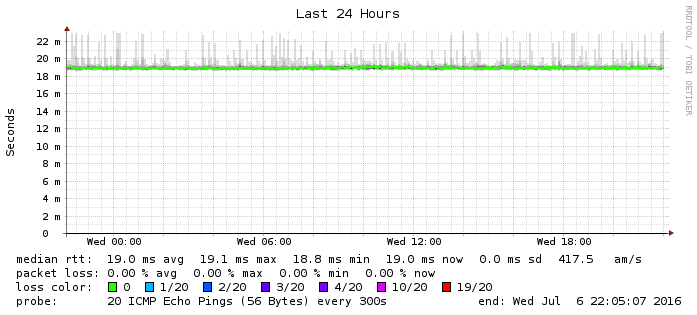 Last 24 Hours
RRDTOOL / TOBI OETIKER
Seconds
22 m
20 m
18 m
16 m
14 m
12 m
10 m
8 m
6 m
4 m
2 m
0
Wed 00:00 Wed 06:00 Wed 12:00 Wed 18:00
median rtt: 19.0 ms avg 19.1 ms max 18.8 ms min 19.0 ms now 0.0 ms sd 417.5 am/s
packet loss: 0.00 % avg 0.00 % max 0.00 % min 0.00 % now
loss color: 0 1/20 2/20 3/20 4/20 10/20 19/20
probe: 20 ICMP Echo Pings (56 Bytes) every 300s end: Wed Jul 6 22:05:07 2016